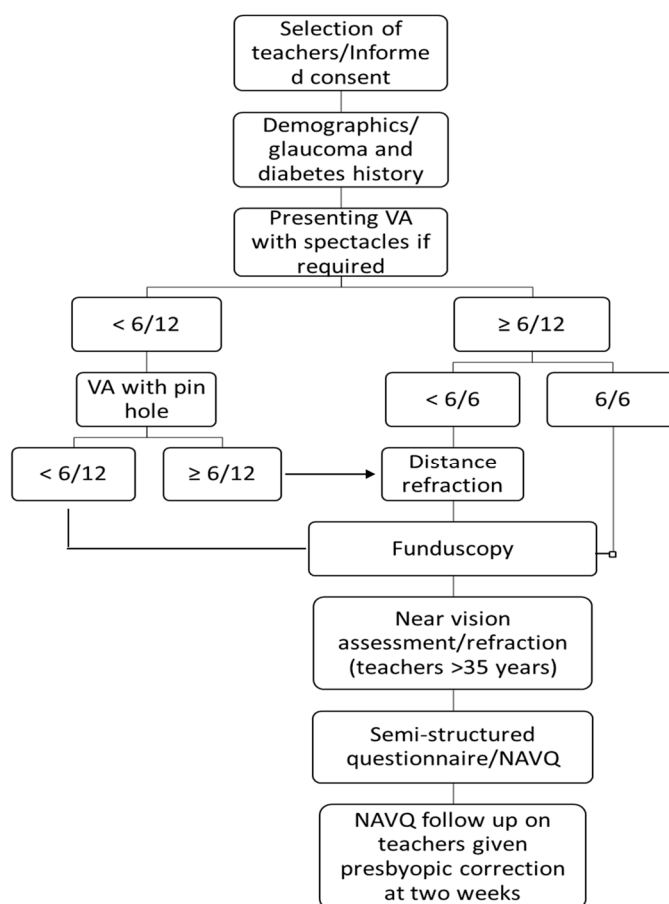 Selection of
teachers/Informe
d consent
Demographics/
glaucoma and
diabetes history
Presenting VA
with spectacles if
required
< 6/12
≥ 6/12
VA with pin
hole
< 6/6
6/6
< 6/12
≥ 6/12
Distance
refraction
Funduscopy
Near vision
assessment/refraction
(teachers >35 years)
Semi-structured
questionnaire/NAVQ
NAVQ follow up on
teachers given
presbyopic correction
at two weeks